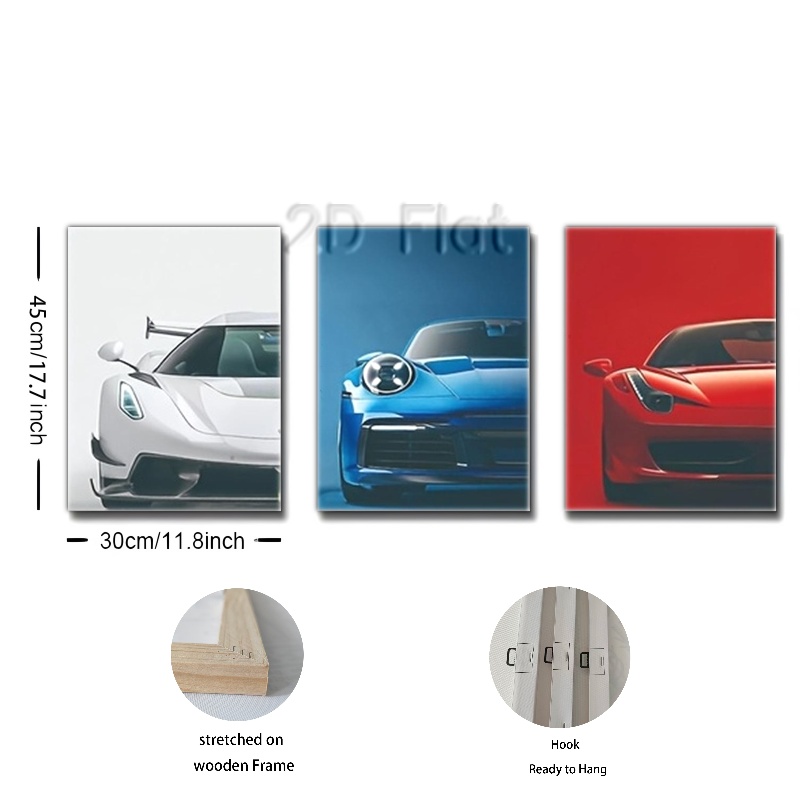 2D Flat
45cm/17.7inch
30cm/11.8inch
stretched on
wooden Frame
Hook
Ready to Hang